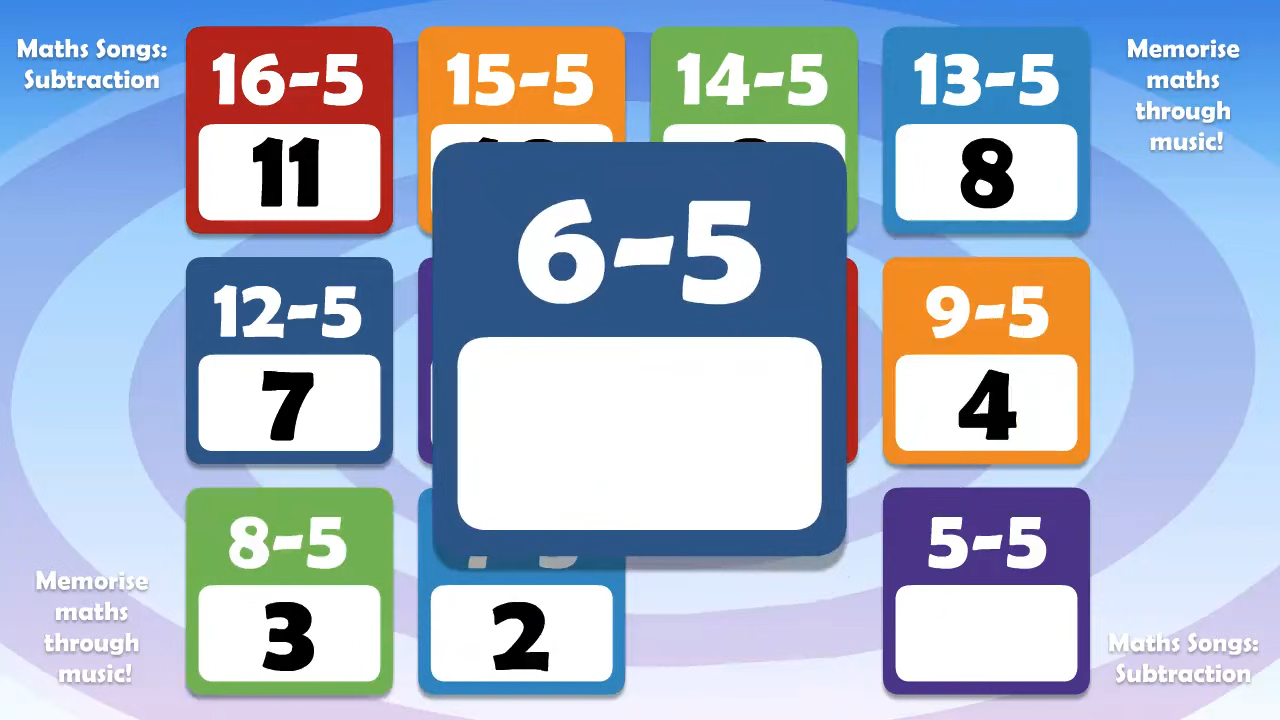 Maths Songs:
Subtraction
16-5
11
15-5
14-5
13-5
8
Memorise
maths
through
music!
6-5
12-5
7
9-5
4
8-5
3
2
5-5
Memorise
maths
through
music!
Maths Songs:
Subtraction